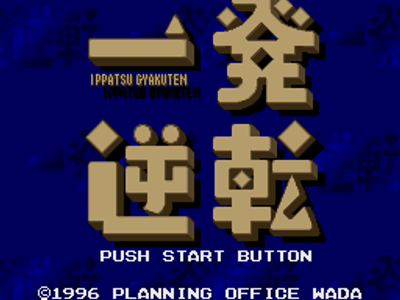 一発
IPPATSU GYAKUTEN
逆転
PUSH START BUTTON
©1996 PLANNING OFFICE WADA